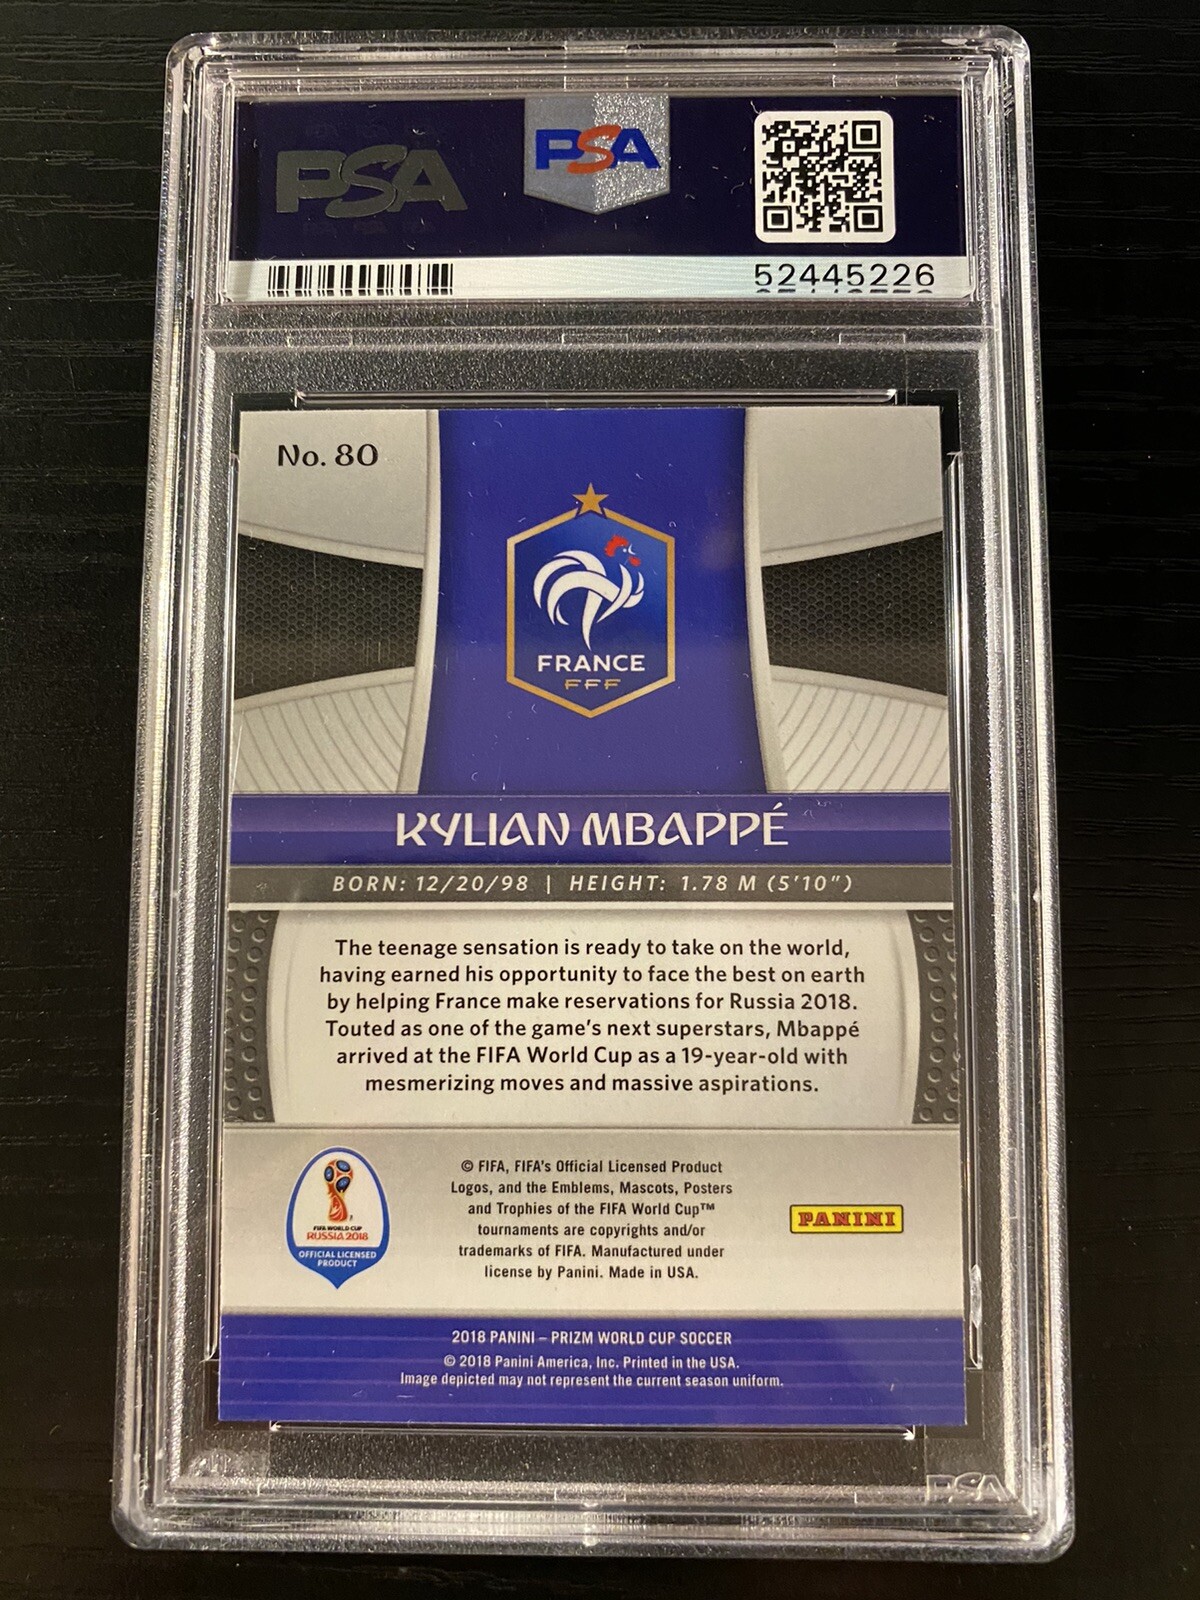 PSA
PSA
52445226
No. 80
FRANCE
FFF
KYLIAN MBAPPÉ
BORN: 12/20/98 | HEIGHT: 1.78 M (5'10")
The teenage sensation is ready to take on the world,
having earned his opportunity to face the best on earth
by helping France make reservations for Russia 2018.
Touted as one of the game's next superstars, Mbappé
arrived at the FIFA World Cup as a 19-year-old with
mesmerizing moves and massive aspirations.
FIFA WORLD CUP
RUSSIA 2018
OFFICIAL LICENSED
PRODUCT
© FIFA, FIFA's Official Licensed Product
Logos, and the Emblems, Mascots, Posters
and Trophies of the FIFA World Cup™
tournaments are copyrights and/or
trademarks of FIFA. Manufactured under
license by Panini. Made in USA.
PANINI
2018 PANINI – PRIZM WORLD CUP SOCCER
© 2018 Panini America, Inc. Printed in the USA.
Image depicted may not represent the current season uniform.
PSA